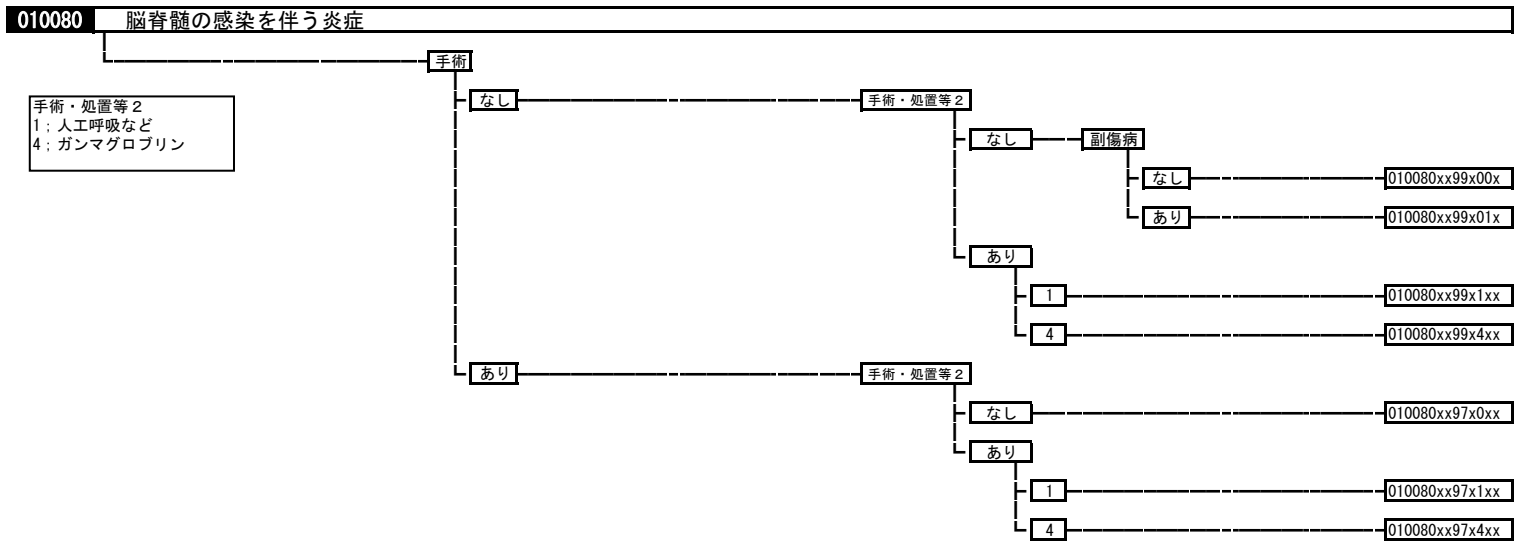 010080 脳脊髄の感染を伴う炎症
手術
手術・処置等２
1；人工呼吸など
4；ガンマグロブリン
なし
手術・処置等２
なし
副傷病
なし
010080xx99x00x
あり
010080xx99x01x
あり
1
010080xx99x1xx
4
010080xx99x4xx
あり
手術・処置等２
なし
010080xx97x0xx
あり
1
010080xx97x1xx
4
010080xx97x4xx